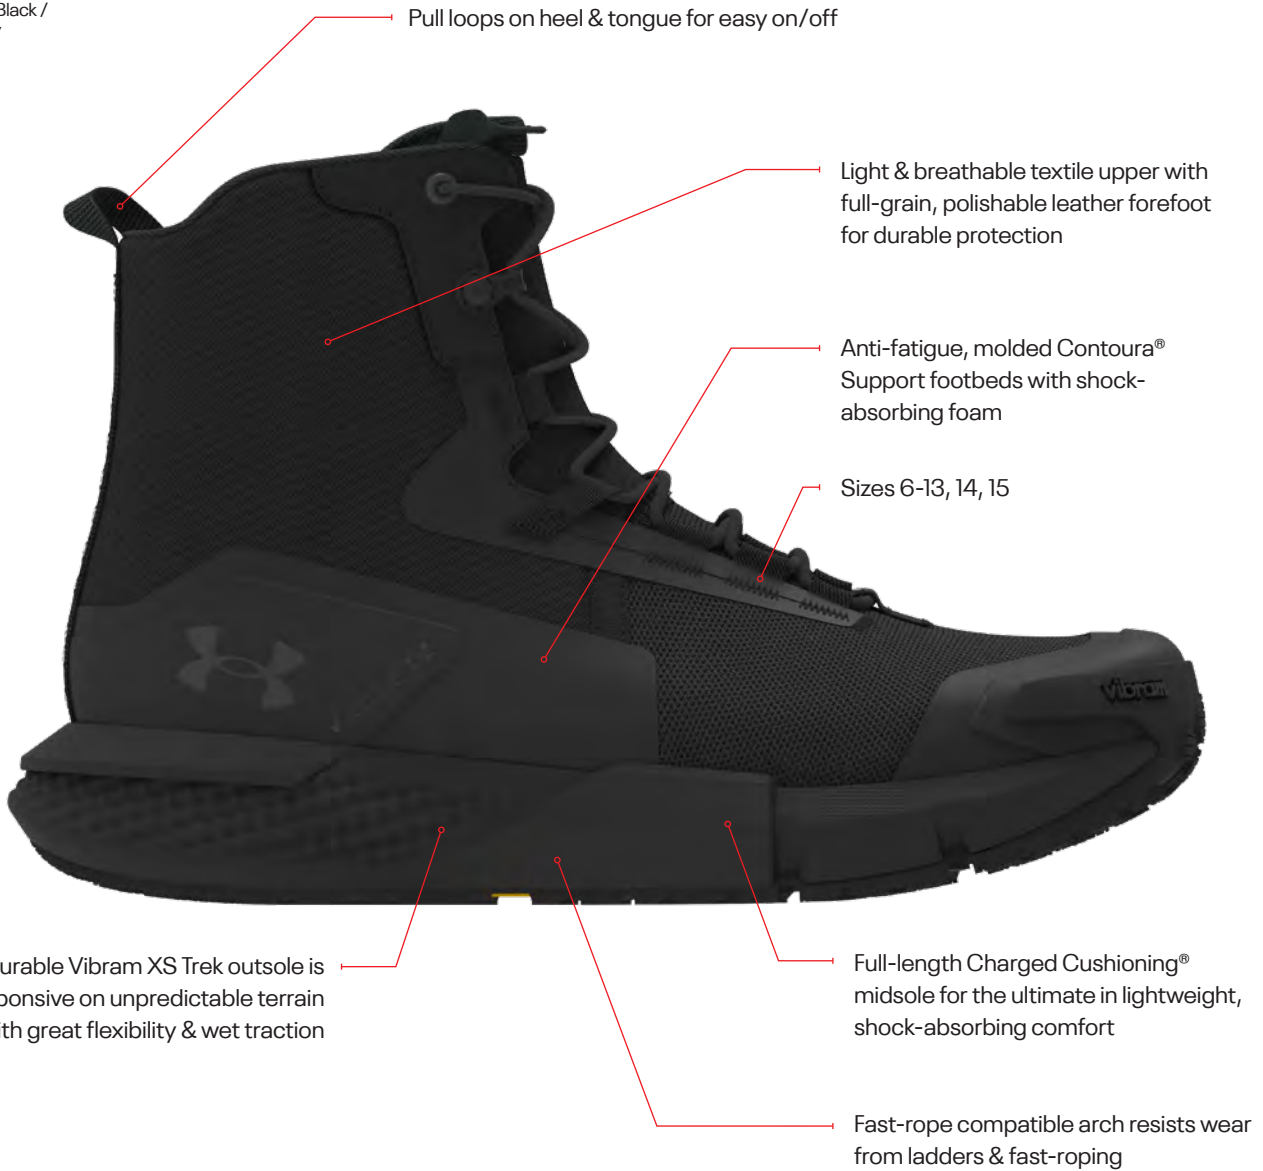 Black /
Pull loops on heel & tongue for easy on/off
Light & breathable textile upper with
full-grain, polishable leather forefoot
for durable protection
Anti-fatigue, molded Contoura®
Support footbeds with shock-
absorbing foam
Sizes 6-13, 14, 15
vibram
urable Vibram XS Trek outsole is
ponsive on unpredictable terrain
ith great flexibility & wet traction
Full-length Charged Cushioning®
midsole for the ultimate in lightweight,
shock-absorbing comfort
Fast-rope compatible arch resists wear
from ladders & fast-roping